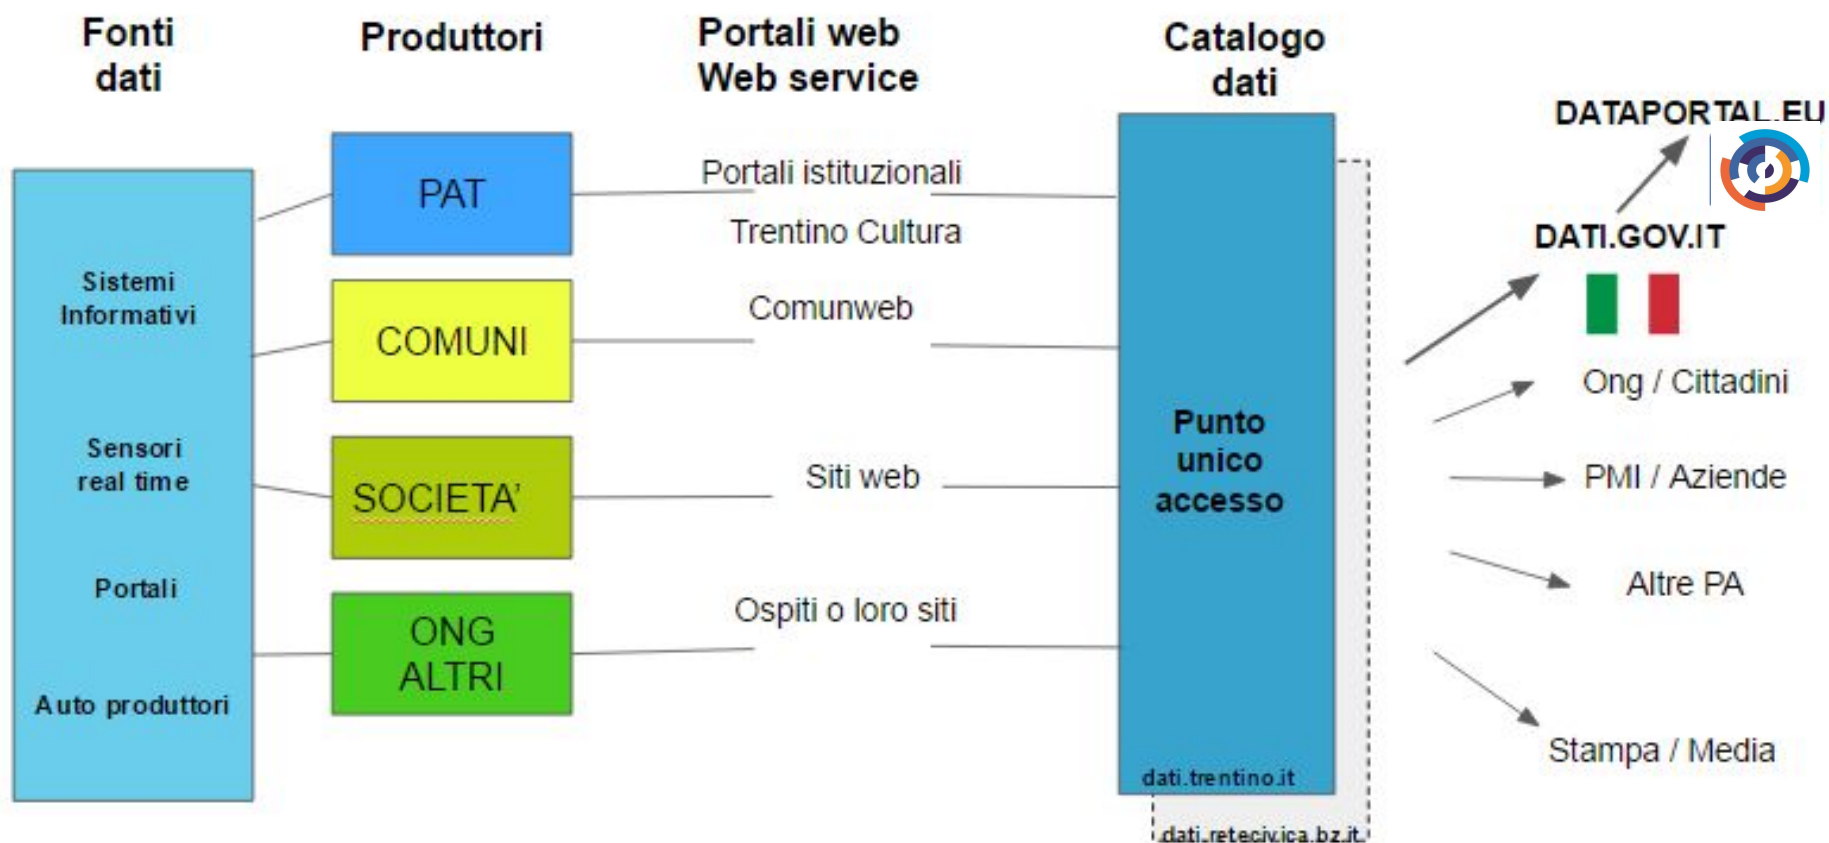 Fonti
dati
Produttori
Portali web
Web service
Catalogo
dati
Sistemi
Informativi
Sensori
real time
Portali
Auto produttori
PAT
COMUNI
SOCIETA’
ONG
ALTRI
Portali istituzionali
Trentino Cultura
Comunweb
Siti web
Ospiti o loro siti
Punto
unico
accesso
dati.trentino.it
dati.retecivica.bz.it
DATAPORTAL.EU
DATI.GOV.IT
Ong / Cittadini
PMI / Aziende
Altre PA
Stampa / Media